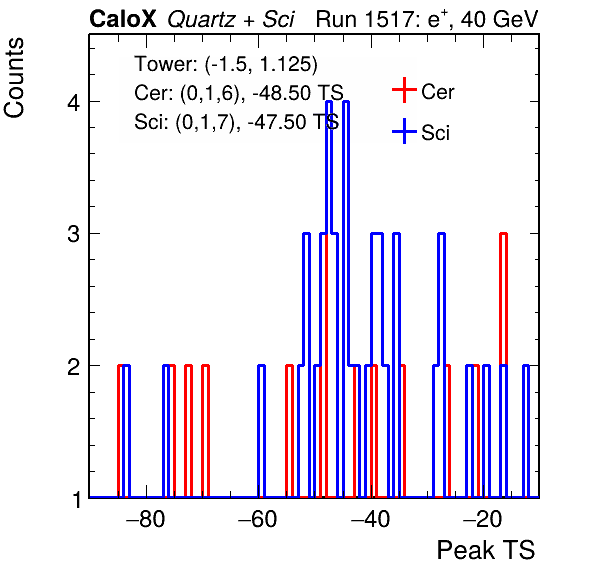 CaloX Quartz + Sci Run 1517: e+, 40 GeV
Counts
Tower: (-1.5, 1.125)
Cer: (0,1,6), -48.50 TS
Sci: (0,1,7), -47.50 TS
Cer
Sci
4
3
2
1
−80 −60 −40 −20
Peak TS